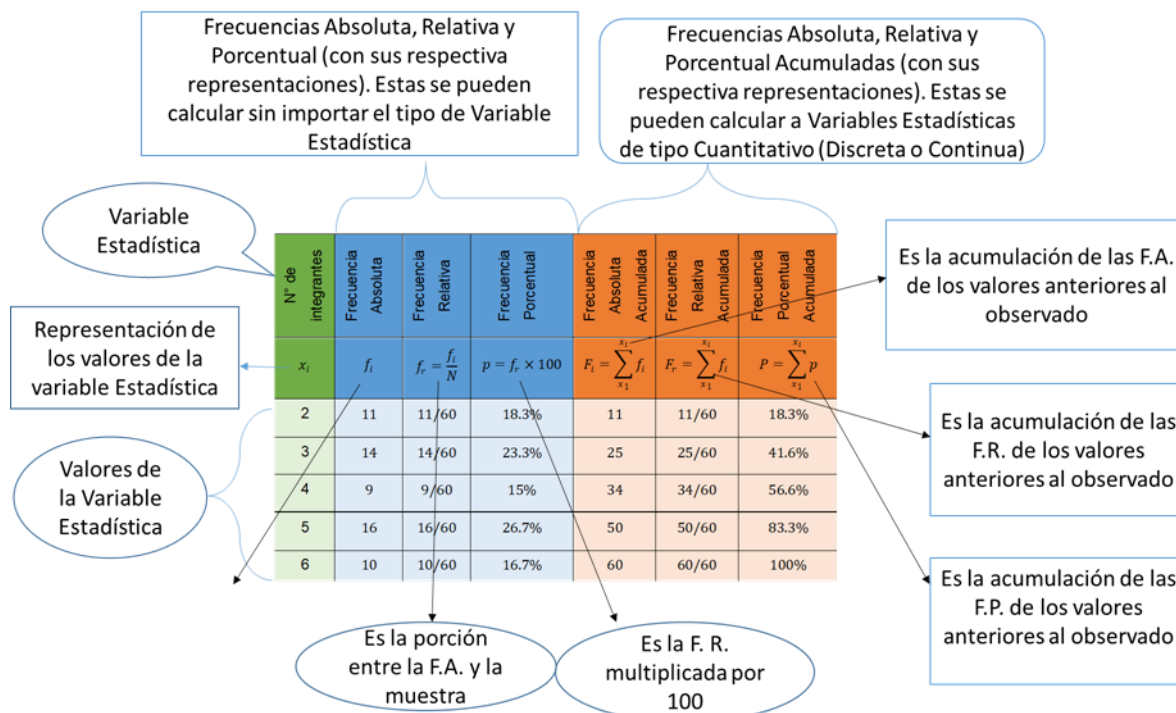 Frecuencias Absoluta, Relativa y
Porcentual (con sus respectiva
representaciones). Estas se pueden
calcular sin importar el tipo de Variable
Estadística
Frecuencias Absoluta, Relativa y
Porcentual Acumuladas (con sus
respectiva representaciones). Estas se
pueden calcular a Variables Estadísticas
de tipo Cuantitativo (Discreta o Continua)
Variable
Estadística
Representación de
los valores de la
variable Estadística
Valores de
la Variable
Estadística
N° de integrantes | Frecuencia Absoluta | Frecuencia Relativa | Frecuencia Porcentual | Frecuencia Absoluta Acumulada | Frecuencia Relativa Acumulada | Frecuencia Porcentual Acumulada
x_i | f_i | f_r = f_i/N | p = f_r × 100 | F_i = ∑_{x_1}^{x_i} f_i | F_r = ∑_{x_1}^{x_i} f_i | P = ∑_{x_1}^{x_i} p
2 | 11 | 11/60 | 18.3% | 11 | 11/60 | 18.3%
3 | 14 | 14/60 | 23.3% | 25 | 25/60 | 41.6%
4 | 9 | 9/60 | 15% | 34 | 34/60 | 56.6%
5 | 16 | 16/60 | 26.7% | 50 | 50/60 | 83.3%
6 | 10 | 10/60 | 16.7% | 60 | 60/60 | 100%
Es la acumulación de las F.A.
de los valores anteriores al
observado
Es la acumulación de las
F.R. de los valores
anteriores al observado
Es la acumulación de las
F.P. de los valores
anteriores al observado
Es la porción
entre la F.A. y la
muestra
Es la F. R.
multiplicada por
100